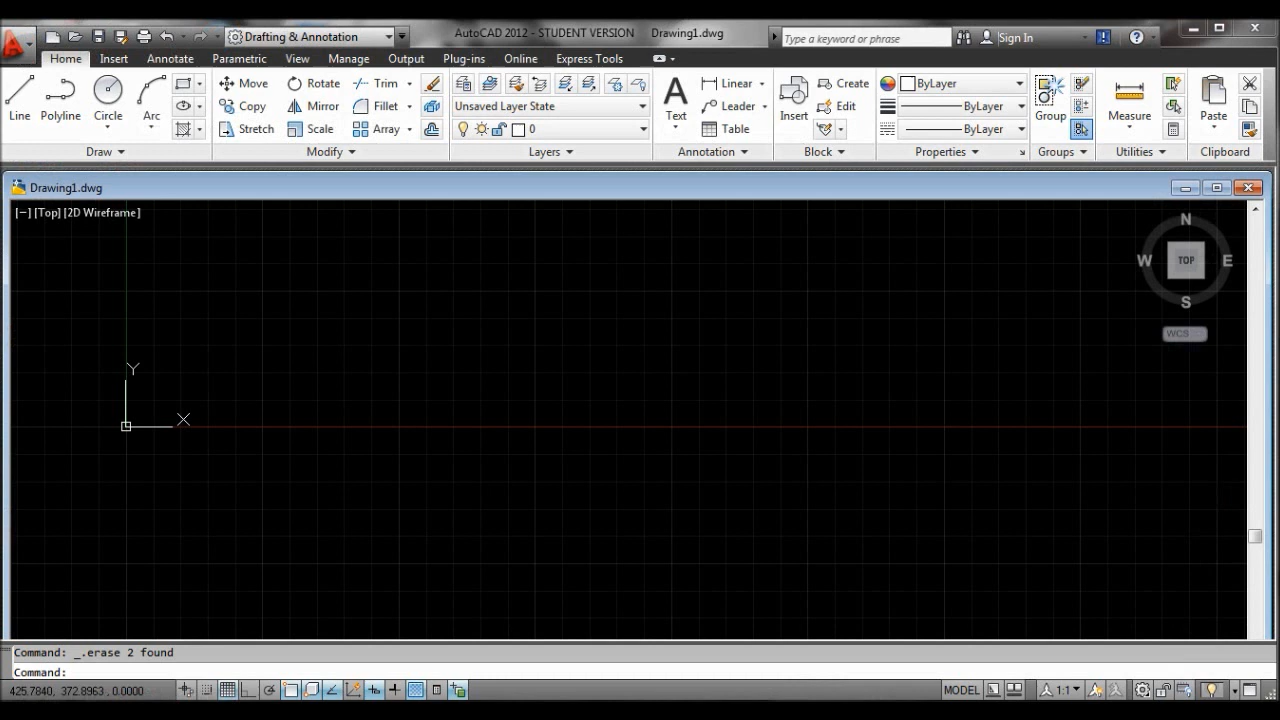 Drafting & Annotation AutoCAD 2012 - STUDENT VERSION Drawing1.dwg Type a keyword or phrase Sign In
Home Insert Annotate Parametric View Manage Output Plug-ins Online Express Tools
Move Rotate Trim Linear Create ByLayer
Unsaved Layer State
Line Polyline Circle Arc Copy Mirror Fillet Text Leader Insert Edit ByLayer Group Measure Paste
Stretch Scale Array 0 Table ByLayer
Draw Modify Layers Annotation Block Properties Groups Utilities Clipboard
Drawing1.dwg
[−] [Top] [2D Wireframe]
N
W TOP E
S
WCS
Y
X
Command: _.erase 2 found
Command:
425.7840, 372.8963, 0.0000 MODEL 1:1